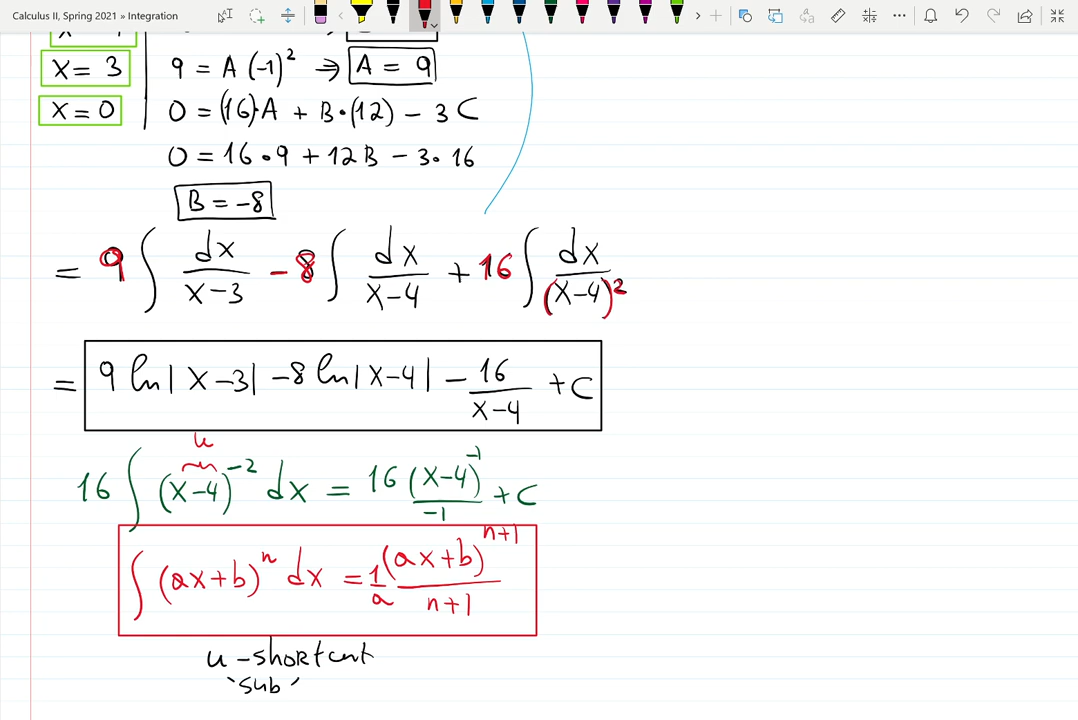 Calculus II, Spring 2021 » Integration
X= 3 9 = A (-1)² ⇒ A = 9
X=0 0 = (16)·A + B·(12) - 3C
0 = 16·9 + 12B - 3·16
B = -8
= 9 ∫ dx/(x-3) - 8 ∫ dx/(x-4) + 16 ∫ dx/(x-4)²
= 9 ln|x-3| - 8 ln|x-4| - 16/(x-4) + C
u
16 ∫ (x-4)⁻² dx = 16 (x-4)⁻¹/-1 + C
∫ (ax+b)ⁿ dx = 1/a (ax+b)ⁿ⁺¹/(n+1)
u-shortcut
`sub´